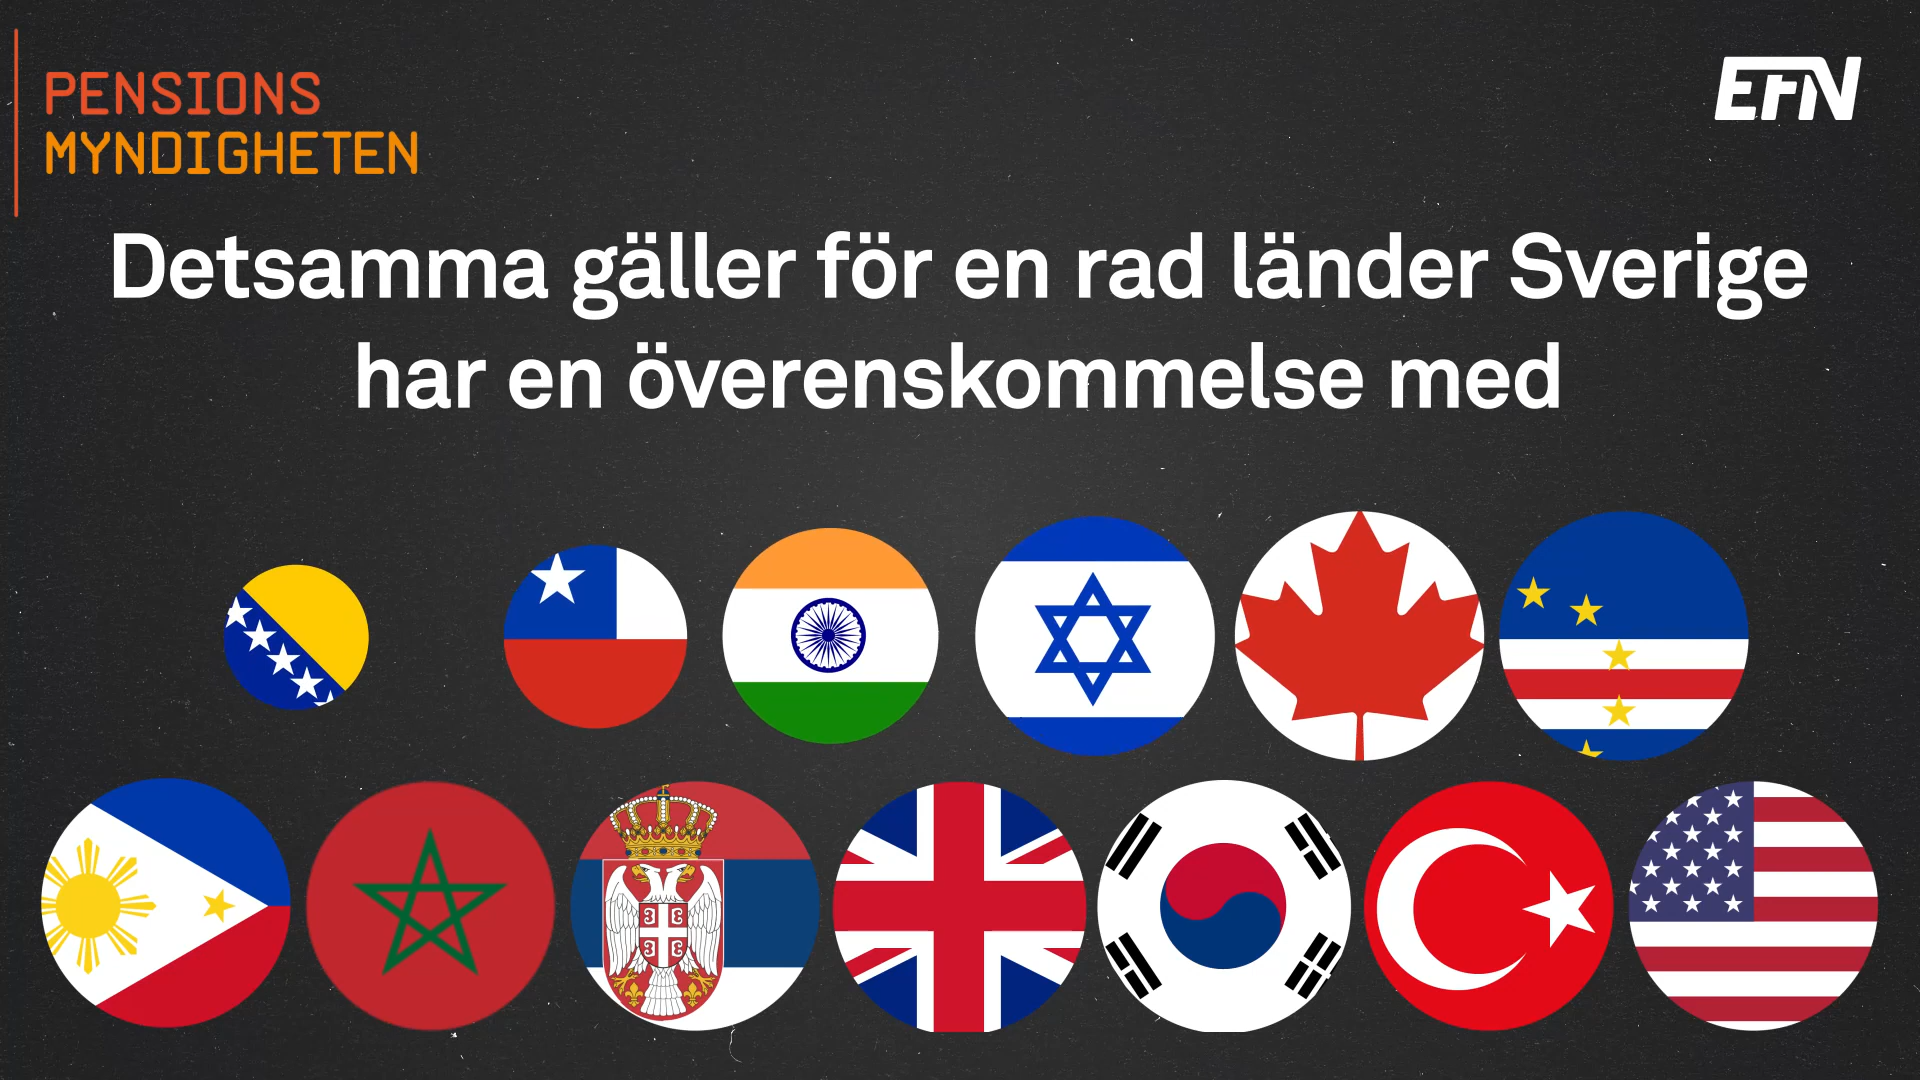 PENSIONS
MYNDIGHETEN
EFN
Detsamma gäller för en rad länder Sverige
har en överenskommelse med